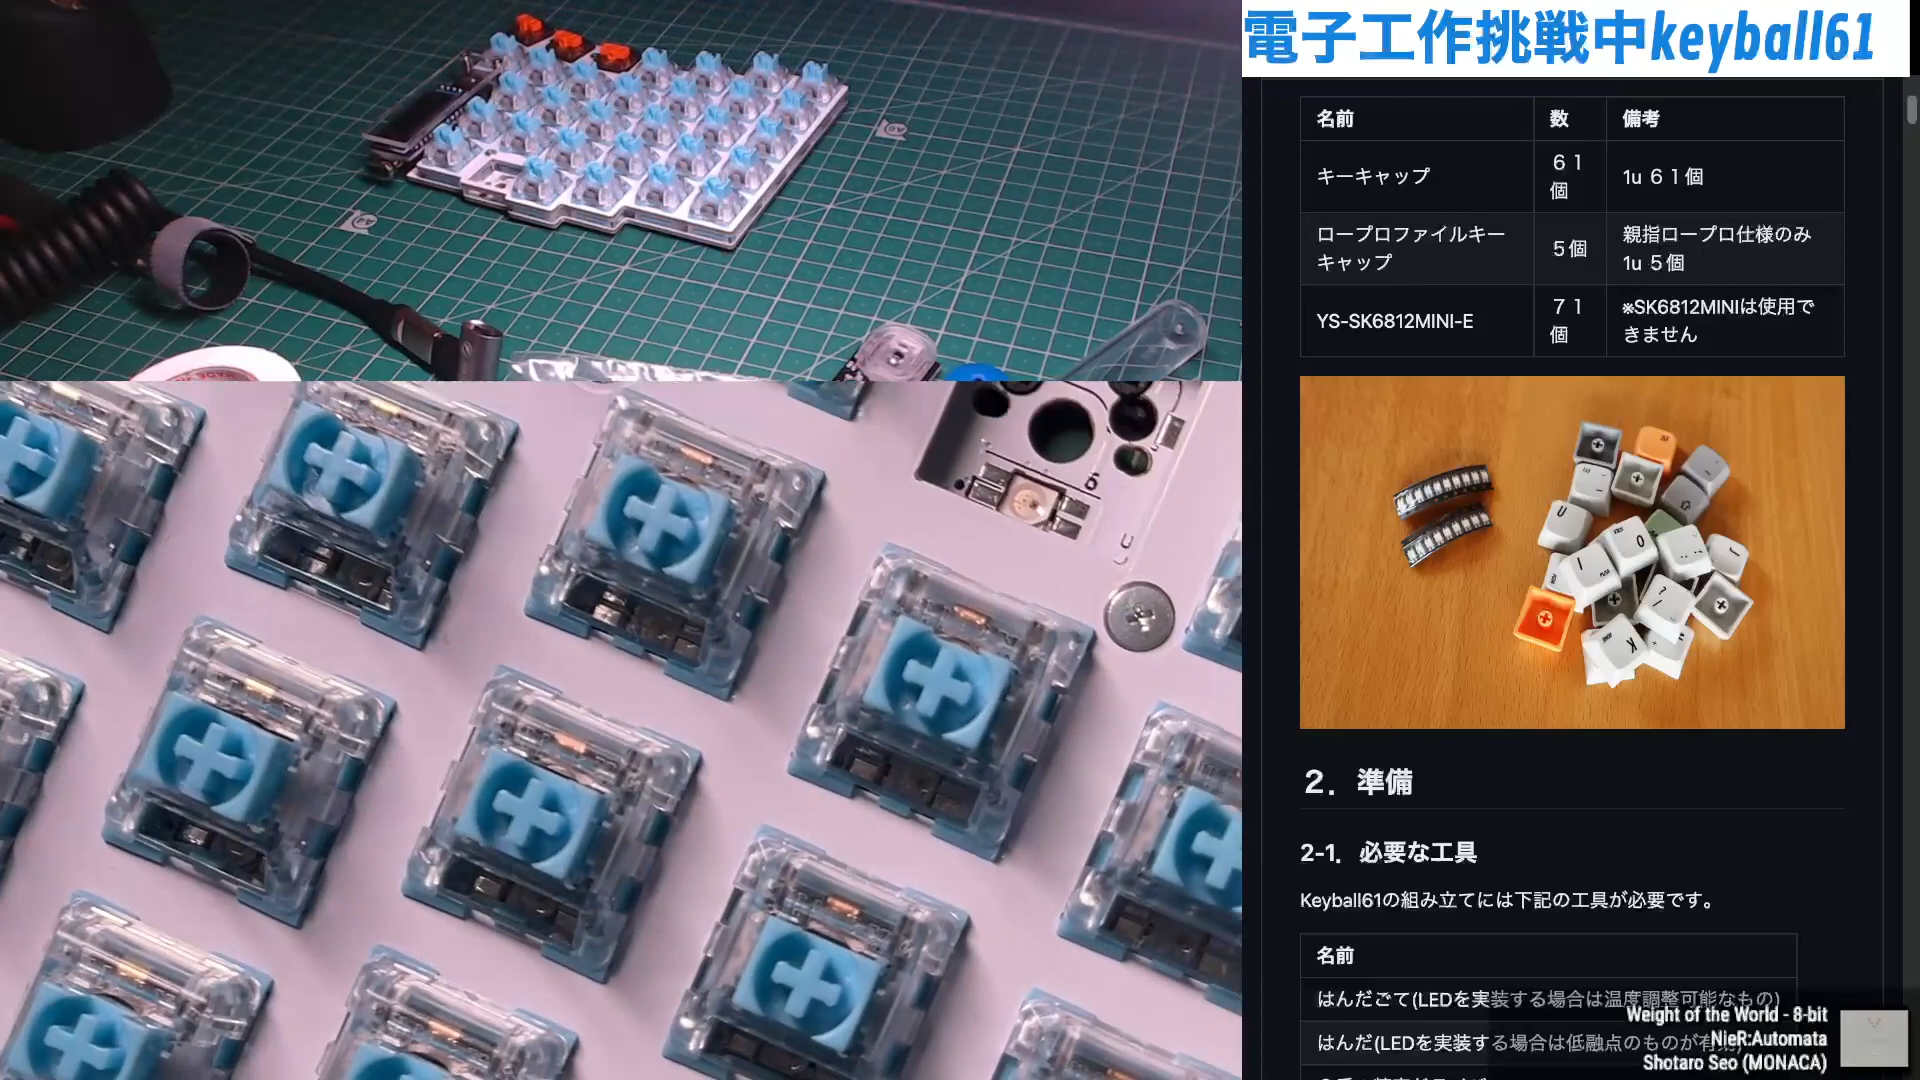 電子工作挑戦中keyball61
名前 数 備考
キーキャップ ６１個 1u ６１個
ロープロファイルキーキャップ ５個 親指ロープロ仕様のみ 1u ５個
YS-SK6812MINI-E ７１個 ※SK6812MINIは使用できません
２．準備
2-1．必要な工具
Keyball61の組み立てには下記の工具が必要です。
名前
はんだごて(LEDを実装する場合は温度調整可能なもの)
はんだ(LEDを実装する場合は低融点のものが有効)
Weight of the World - 8-bit
NieR:Automata
Shotaro Seo (MONACA)